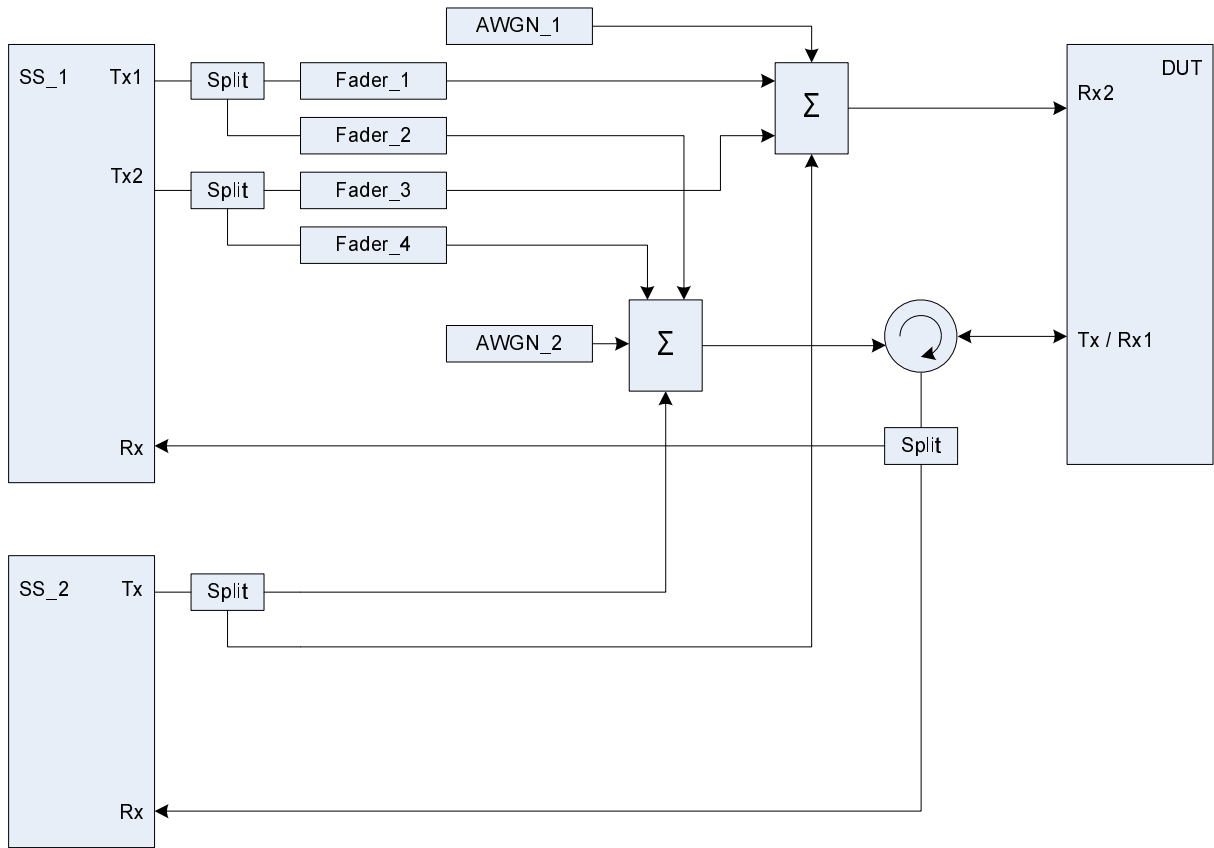 AWGN_1
SS_1
Tx1
Split
Fader_1
Σ
DUT
Rx2
Fader_2
Tx2
Split
Fader_3
Fader_4
AWGN_2
Σ
Tx / Rx1
Rx
Split
SS_2
Tx
Split
Rx